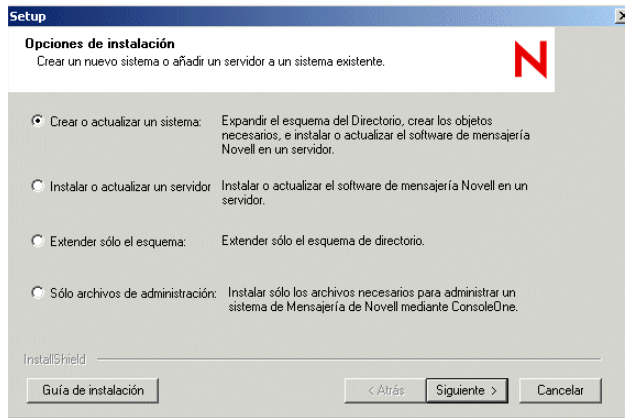 Setup
Opciones de instalación
Crear un nuevo sistema o añadir un servidor a un sistema existente.
N
Crear o actualizar un sistema:
Expandir el esquema del Directorio, crear los objetos
necesarios, e instalar o actualizar el software de mensajería
Novell en un servidor.
Instalar o actualizar un servidor
Instalar o actualizar el software de mensajería Novell en un
servidor.
Extender sólo el esquema:
Extender sólo el esquema de directorio.
Sólo archivos de administración:
Instalar sólo los archivos necesarios para administrar un
sistema de Mensajería de Novell mediante ConsoleOne.
InstallShield
Guía de instalación
< Atrás
Siguiente >
Cancelar